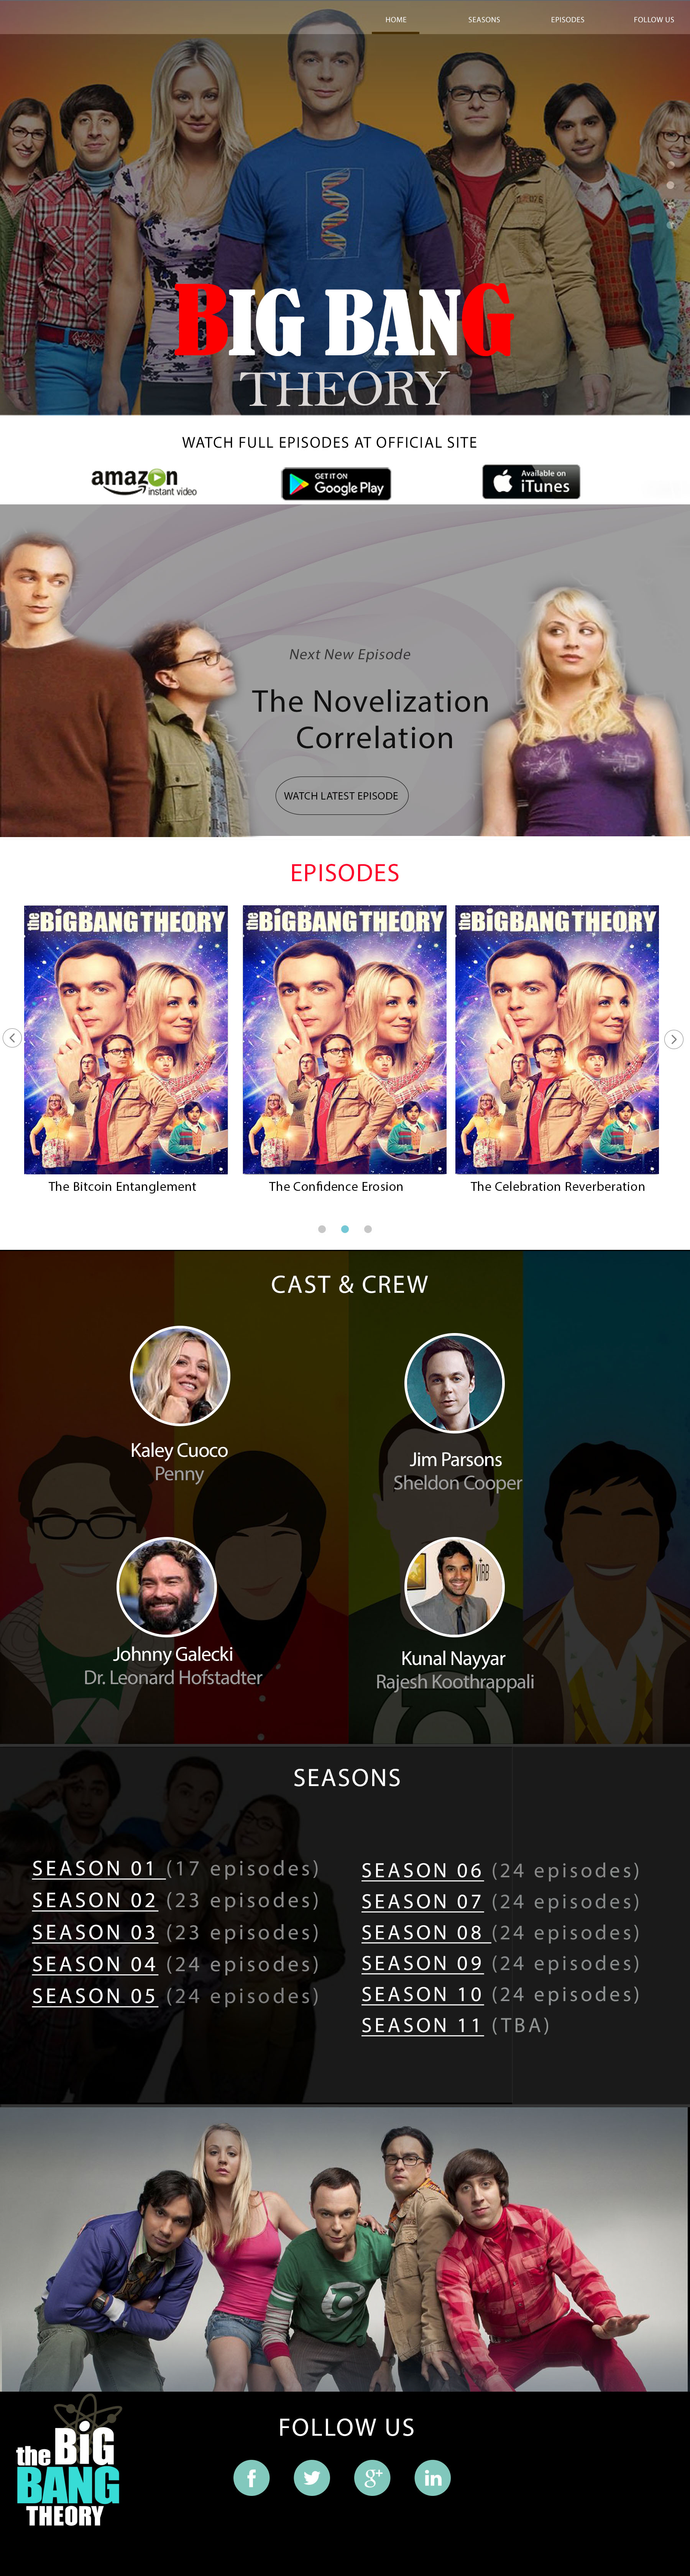 HOME
SEASONS
EPISODES
FOLLOW US
BIG BANG
THEORY
WATCH FULL EPISODES AT OFFICIAL SITE
amazon
instant video
GET IT ON
Google Play
Available on
iTunes
Next New Episode
The Novelization
Correlation
WATCH LATEST EPISODE
EPISODES
the BiGBANG THEORY
the BiGBANG THEORY
the BiGBANG THEORY
The Bitcoin Entanglement
The Confidence Erosion
The Celebration Reverberation
CAST & CREW
Kaley Cuoco
Penny
Jim Parsons
Sheldon Cooper
Johnny Galecki
Dr. Leonard Hofstadter
Kunal Nayyar
Rajesh Koothrappali
SEASONS
SEASON 01 (17 episodes)
SEASON 02 (23 episodes)
SEASON 03 (23 episodes)
SEASON 04 (24 episodes)
SEASON 05 (24 episodes)
SEASON 06 (24 episodes)
SEASON 07 (24 episodes)
SEASON 08 (24 episodes)
SEASON 09 (24 episodes)
SEASON 10 (24 episodes)
SEASON 11 (TBA)
FOLLOW US
the BiG
BANG
THEORY
f
g+
in